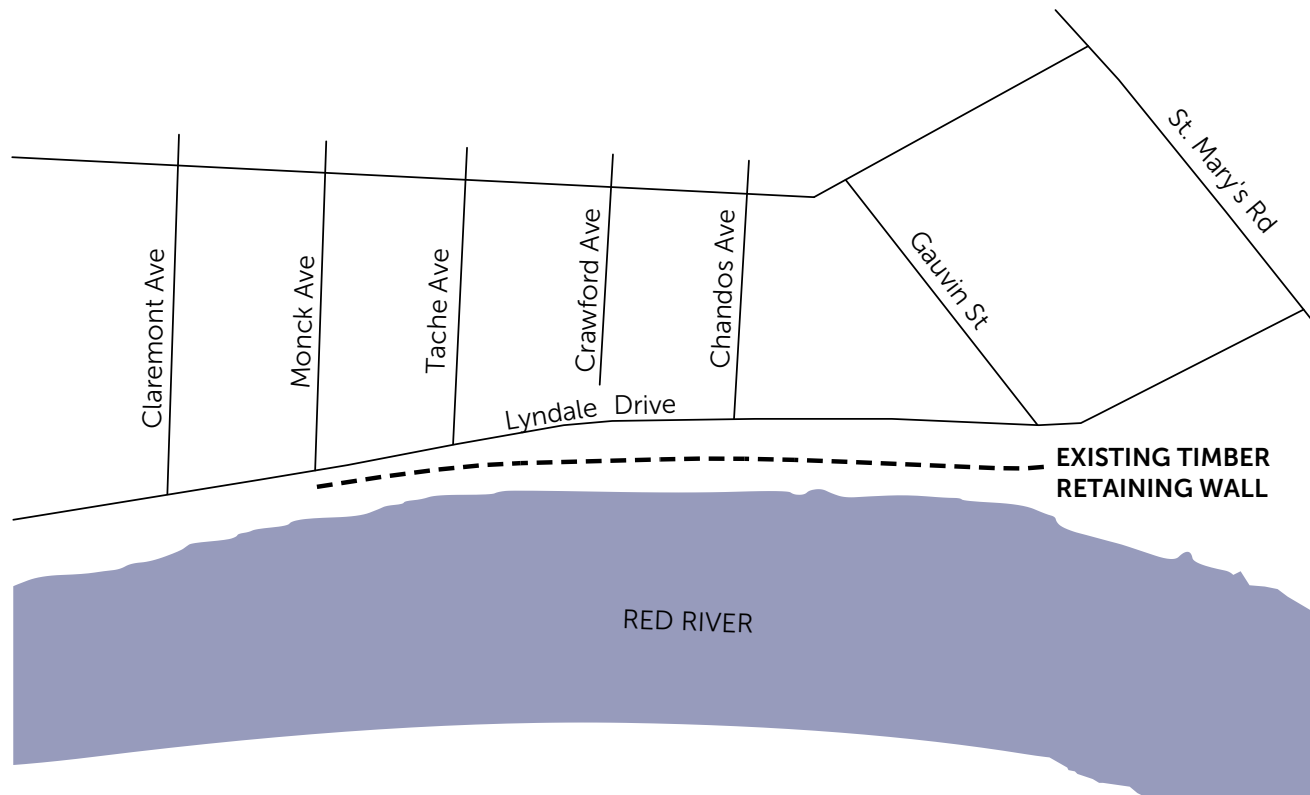 St. Mary's Rd
Claremont Ave
Monck Ave
Tache Ave
Crawford Ave
Chandos Ave
Gauvin St
Lyndale Drive
EXISTING TIMBER
RETAINING WALL
RED RIVER